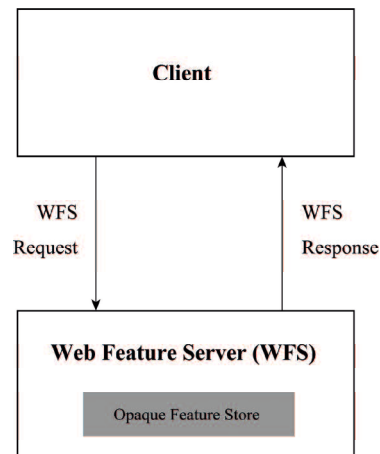 Client
WFS
Request
WFS
Response
Web Feature Server (WFS)
Opaque Feature Store